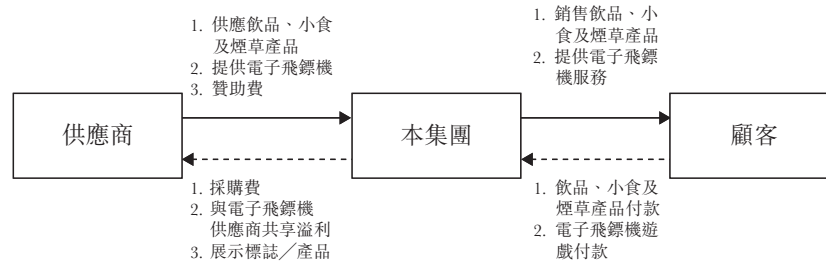 1. 供應飲品、小食
及煙草產品
2. 提供電子飛鏢機
3. 贊助費
1. 銷售飲品、小
食及煙草產品
2. 提供電子飛鏢
機服務
供應商
本集團
顧客
1. 採購費
2. 與電子飛鏢機
供應商共享溢利
3. 展示標誌╱產品
1. 飲品、小食及
煙草產品付款
2. 電子飛鏢機遊
戲付款